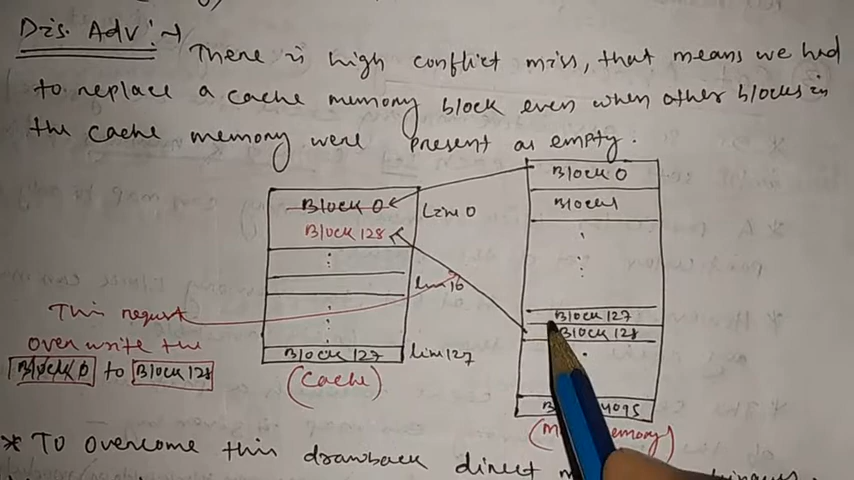 Dis. Adv :→ There is high conflict miss, that means we had
to replace a cache memory block even when other blocks in
the cache memory were present as empty.
Block 0
Block 128
Line 0
line 16
Block 127
line 127
(Cache)
Block 0
Block 1
Block 127
Block 128
4095
This request
overwrite the
Block 0 to Block 128
* To overcome this drawback direct